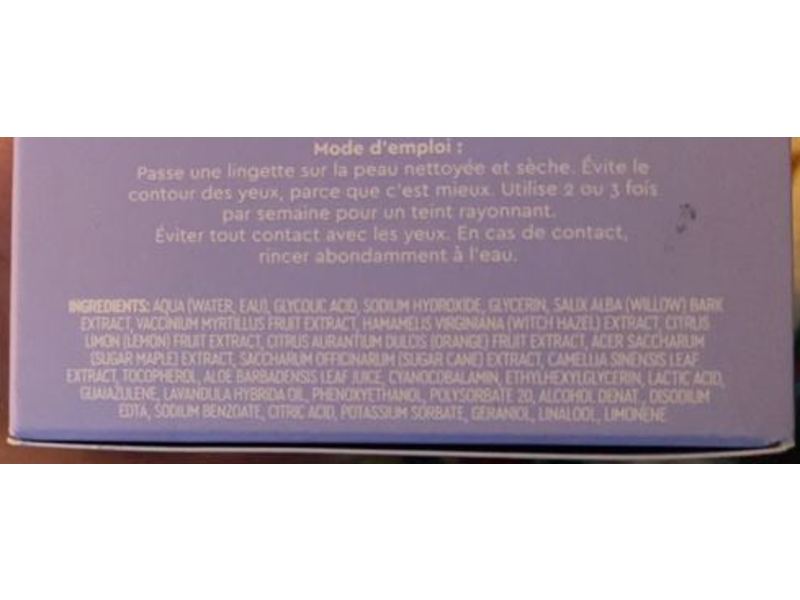 Mode d'emploi :
Passe une lingette sur la peau nettoyée et sèche. Évite le
contour des yeux, parce que c'est mieux. Utilise 2 ou 3 fois
par semaine pour un teint rayonnant.
Éviter tout contact avec les yeux. En cas de contact,
rincer abondamment à l'eau.
INGREDIENTS: AQUA (WATER, EAU), GLYCOLIC ACID, SODIUM HYDROXIDE, GLYCERIN, SALIX ALBA (WILLOW) BARK
EXTRACT, VACCINIUM MYRTILLUS FRUIT EXTRACT, HAMAMELIS VIRGINIANA (WITCH HAZEL) EXTRACT, CITRUS
LIMON (LEMON) FRUIT EXTRACT, CITRUS AURANTIUM DULCIS (ORANGE) FRUIT EXTRACT, ACER SACCHARUM
(SUGAR MAPLE) EXTRACT, SACCHARUM OFFICINARUM (SUGAR CANE) EXTRACT, CAMELLIA SINENSIS LEAF
EXTRACT, TOCOPHEROL, ALOE BARBADENSIS LEAF JUICE, CYANOCOBALAMIN, ETHYLHEXYLGLYCERIN, LACTIC ACID,
GUAIAZULENE, LAVANDULA HYBRIDA OIL, PHENOXYETHANOL, POLYSORBATE 20, ALCOHOL DENAT., DISODIUM
EDTA, SODIUM BENZOATE, CITRIC ACID, POTASSIUM SORBATE, GERANIOL, LINALOOL, LIMONENE